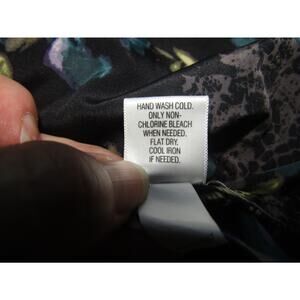 HAND WASH COLD.
ONLY NON-
CHLORINE BLEACH
WHEN NEEDED.
FLAT DRY.
COOL IRON
IF NEEDED.